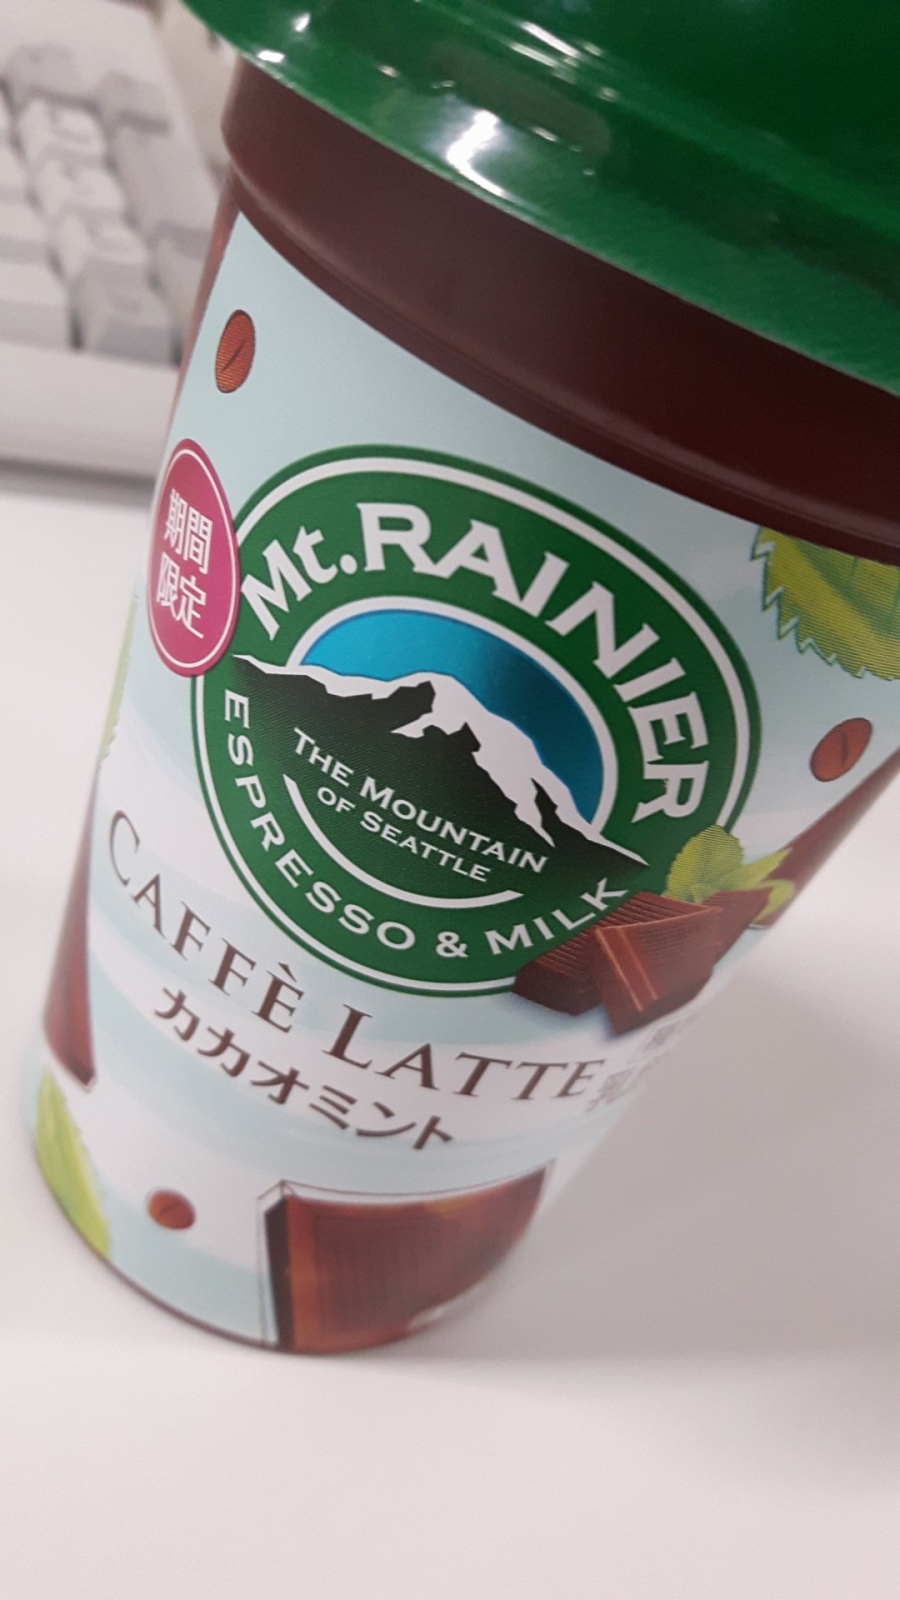 期間
限定
Mt.RAINIER
THE MOUNTAIN
OF SEATTLE
ESPRESSO & MILK
CAFFÈ LATTE
カカオミント